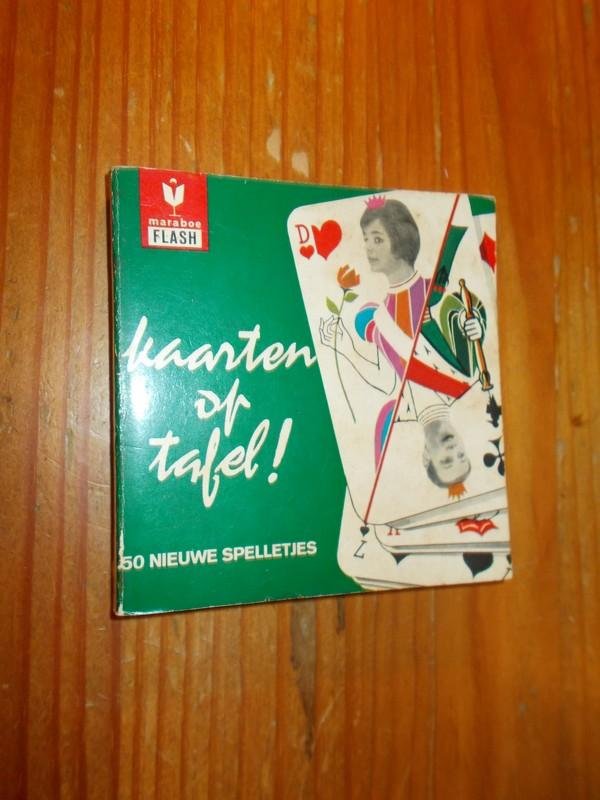 maraboe
FLASH
D
kaarten
op
tafel!
50 NIEUWE SPELLETJES